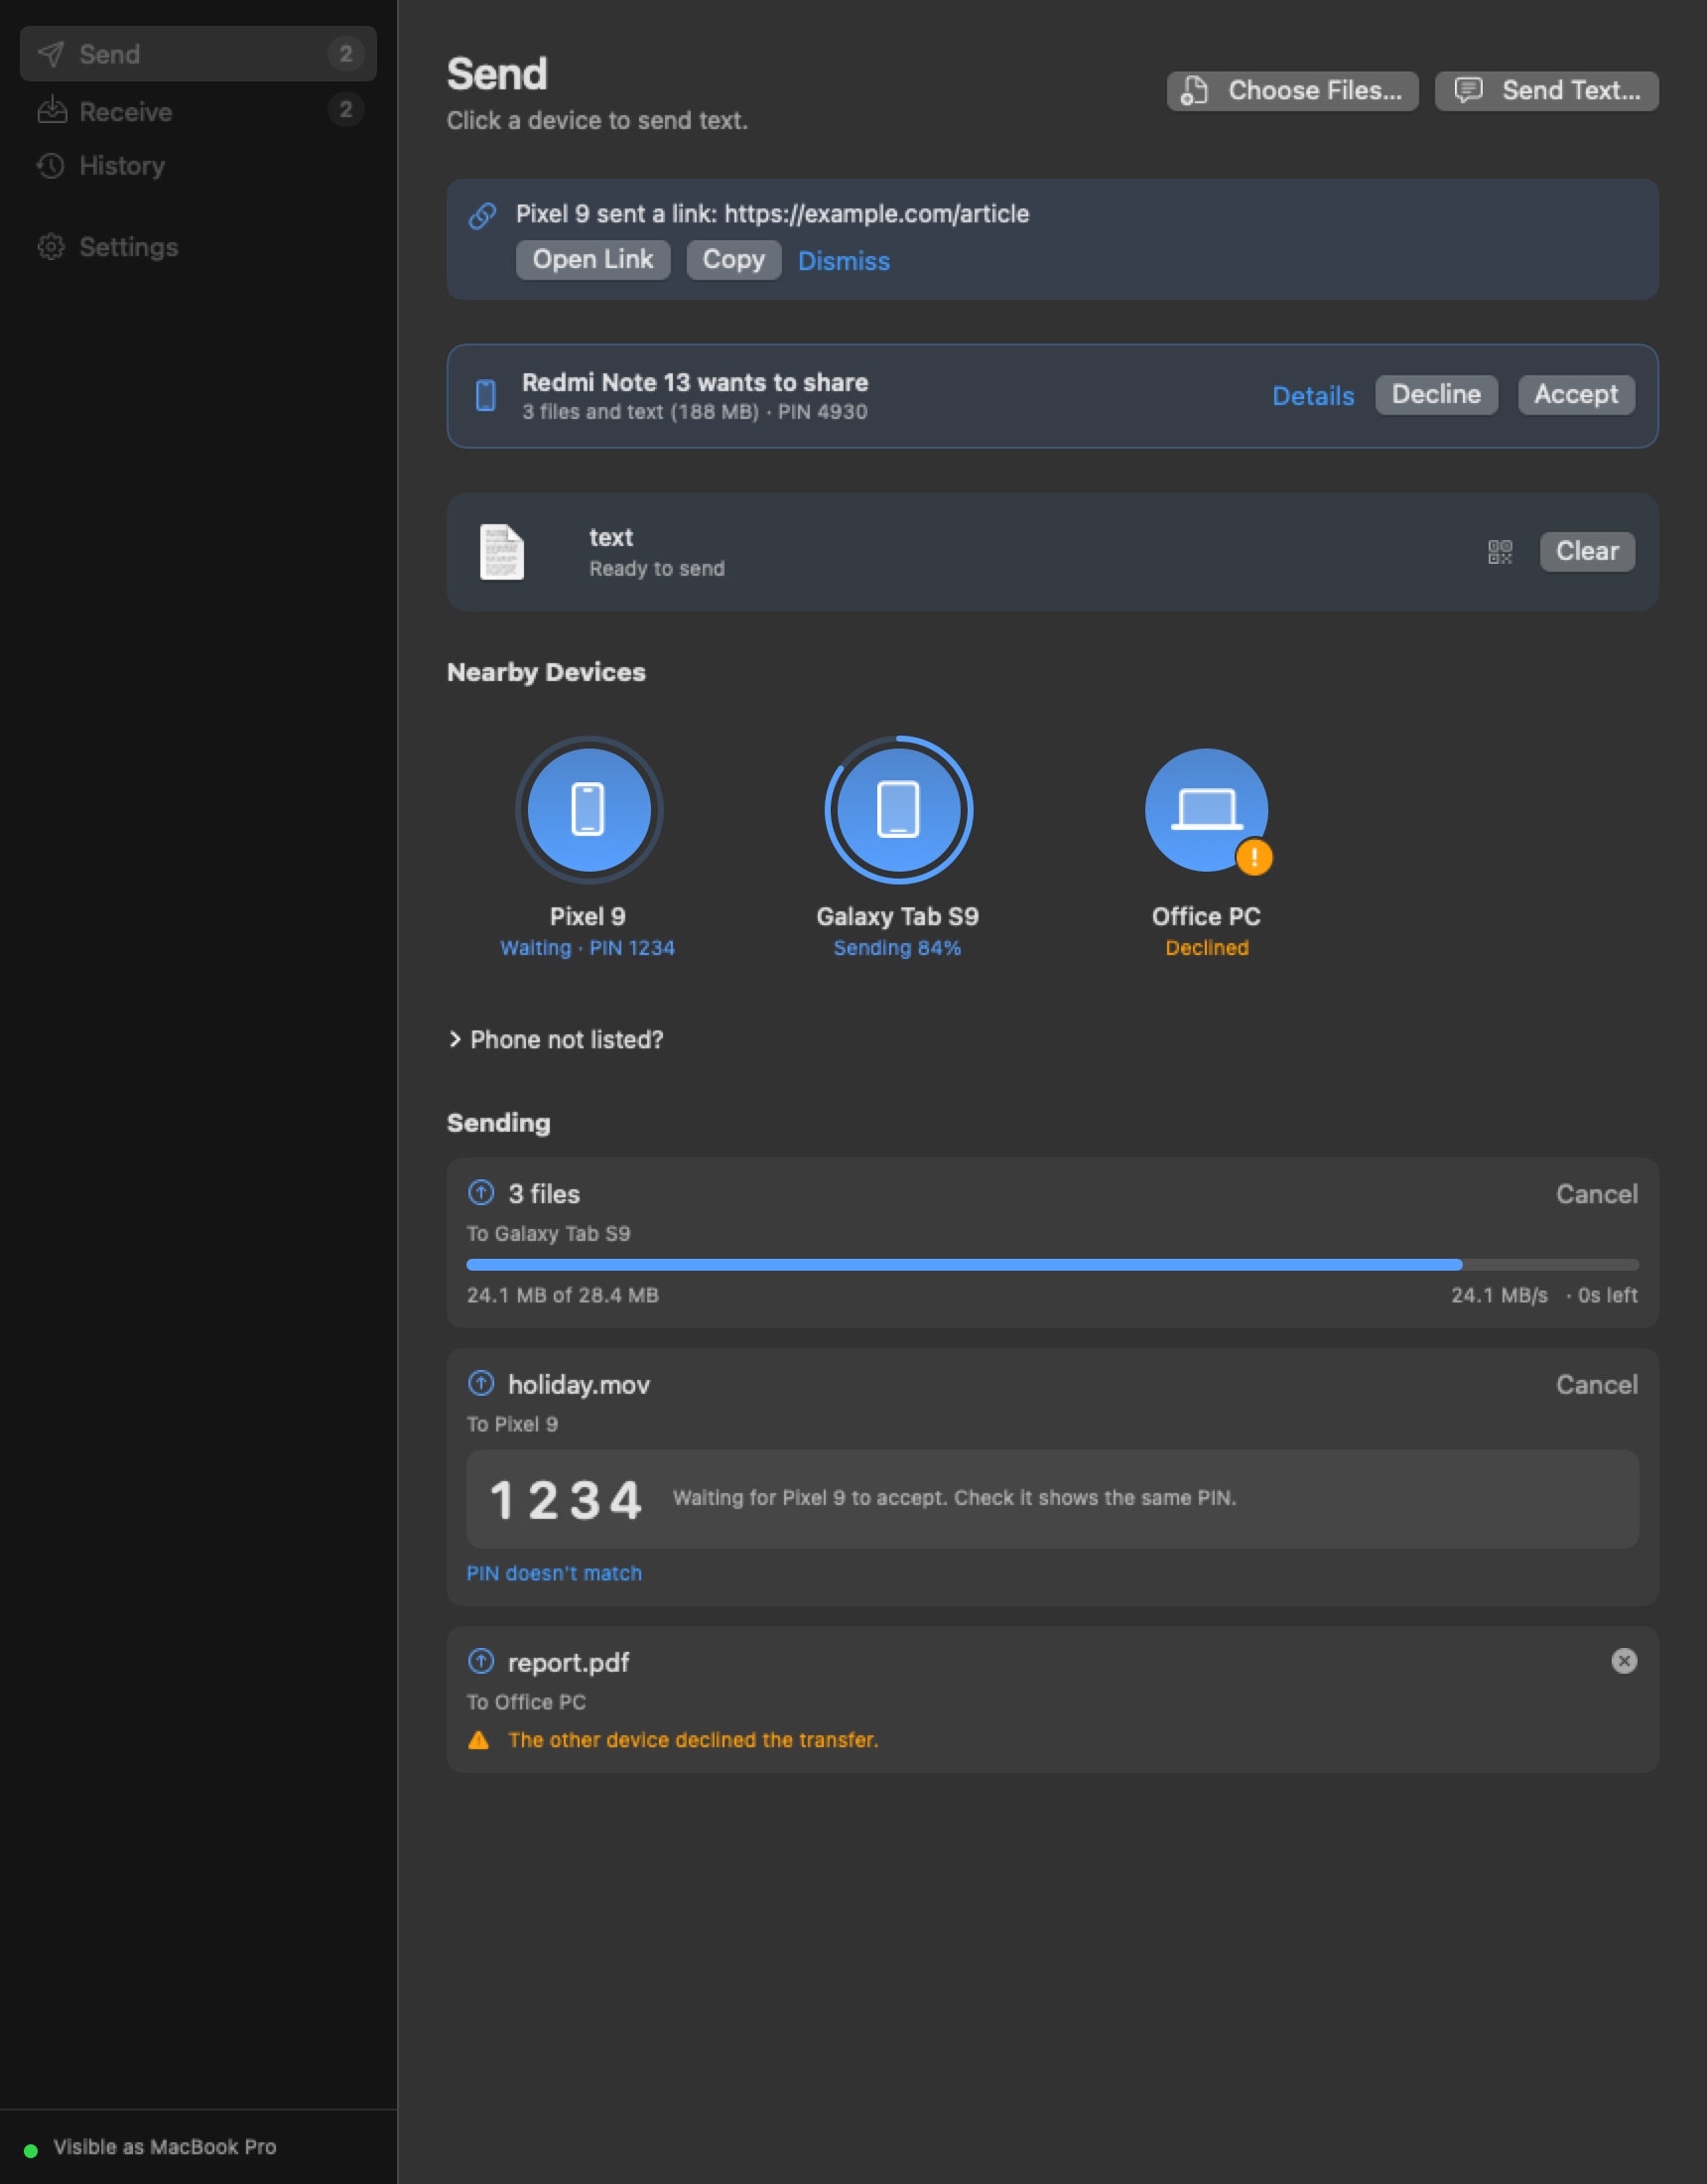 Send 2
Receive 2
History
Settings
Visible as MacBook Pro
Send
Click a device to send text.
Choose Files...
Send Text...
Pixel 9 sent a link: https://example.com/article
Open Link
Copy
Dismiss
Redmi Note 13 wants to share
3 files and text (188 MB) · PIN 4930
Details
Decline
Accept
text
Ready to send
Clear
Nearby Devices
Pixel 9
Waiting · PIN 1234
Galaxy Tab S9
Sending 84%
Office PC
Declined
Phone not listed?
Sending
3 files
Cancel
To Galaxy Tab S9
24.1 MB of 28.4 MB
24.1 MB/s · 0s left
holiday.mov
Cancel
To Pixel 9
1234
Waiting for Pixel 9 to accept. Check it shows the same PIN.
PIN doesn't match
report.pdf
To Office PC
The other device declined the transfer.